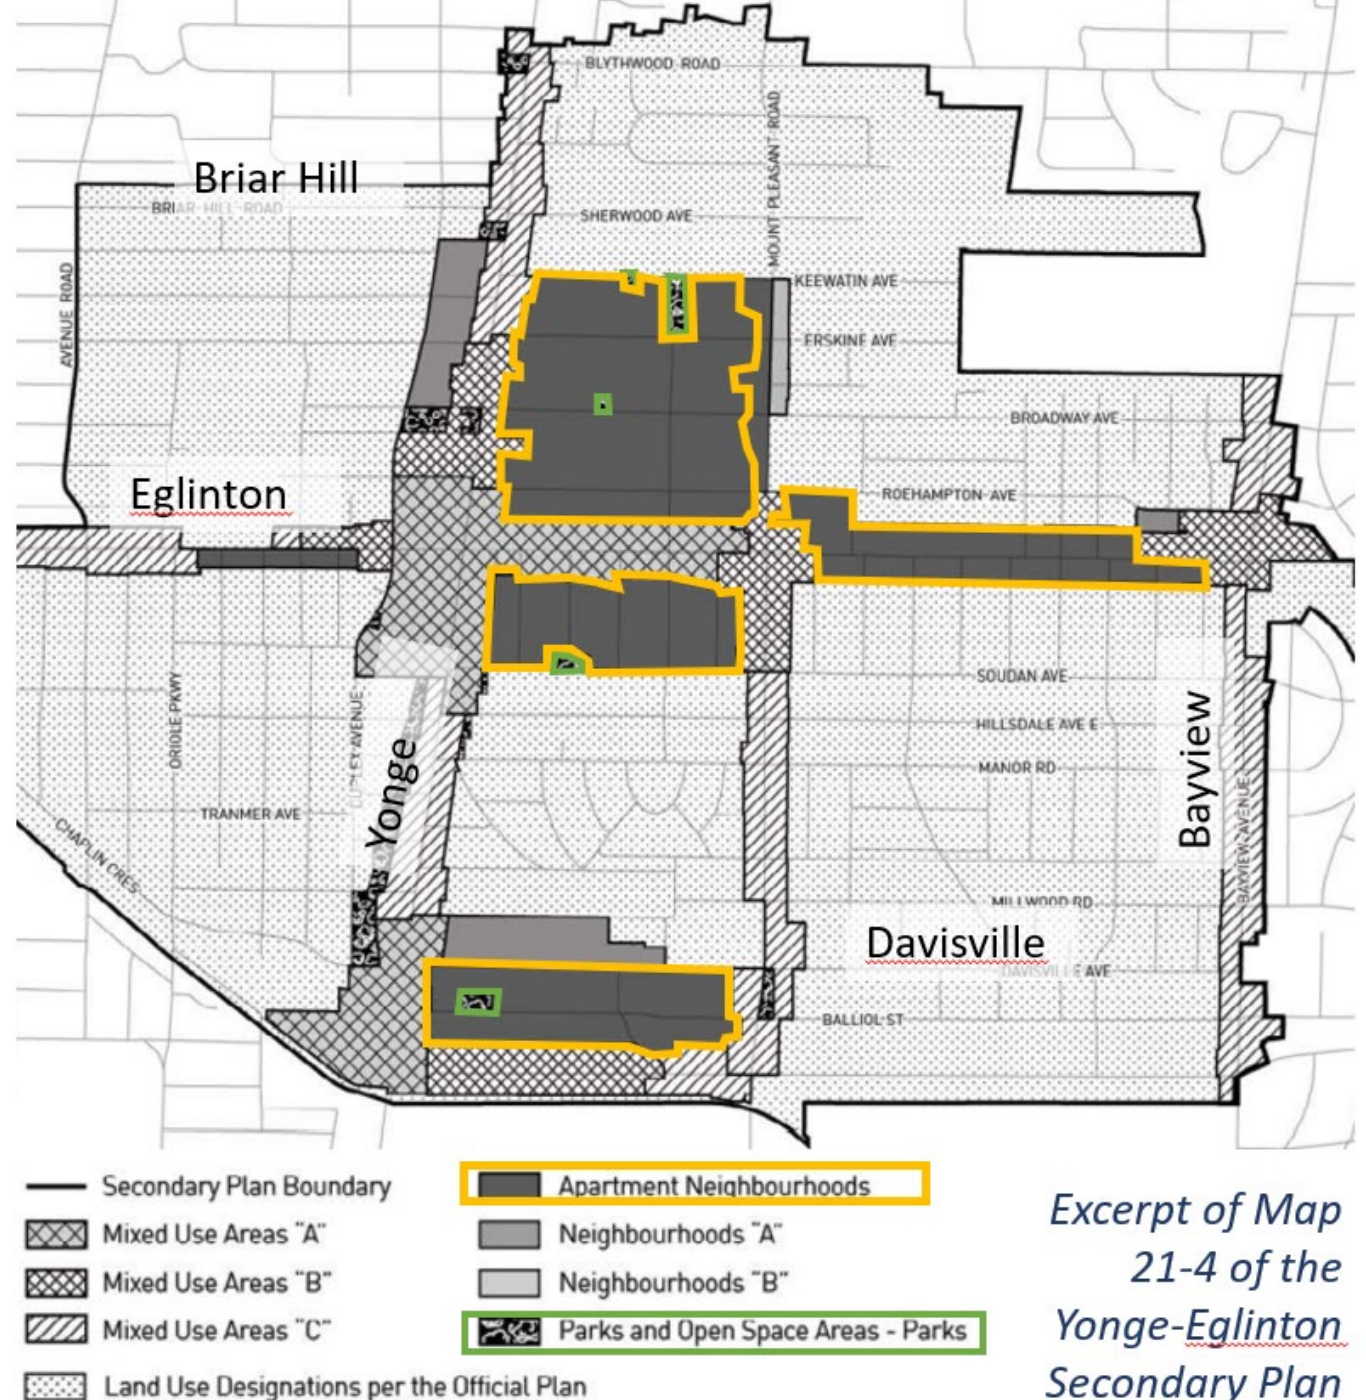 BLYTHWOOD ROAD
MOUNT PLEASANT ROAD
Briar Hill
BRIAR HILL ROAD
SHERWOOD AVE
AVENUE ROAD
KEEWATIN AVE
ERSKINE AVE
BROADWAY AVE
Eglinton
ROEHAMPTON AVE
ORIOLE PKWY
AVENUE
Yonge
SOUDAN AVE
HILLSDALE AVE E
MANOR RD
Bayview
BAYVIEW AVENUE
TRANMER AVE
CHAPLIN CRES
MILLWOOD RD
Davisville
DAVISVILLE AVE
BALLIOL ST
Secondary Plan Boundary
Mixed Use Areas "A"
Mixed Use Areas "B"
Mixed Use Areas "C"
Land Use Designations per the Official Plan
Apartment Neighbourhoods
Neighbourhoods "A"
Neighbourhoods "B"
Parks and Open Space Areas - Parks
Excerpt of Map
21-4 of the
Yonge-Eglinton
Secondary Plan